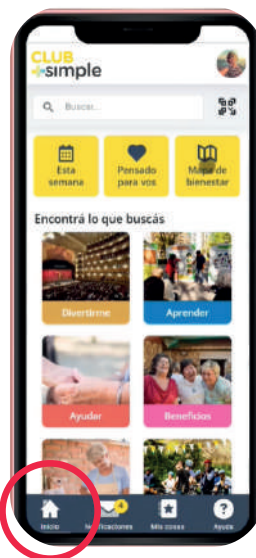 CLUB
+simple
Buscar...
Esta
semana
Pensado
para vos
Mapa de
bienestar
Encontrá lo que buscás
Divertirme
Aprender
Ayudar
Beneficios
4
Inicio
Notificaciones
Mis cosas
?
Ayuda